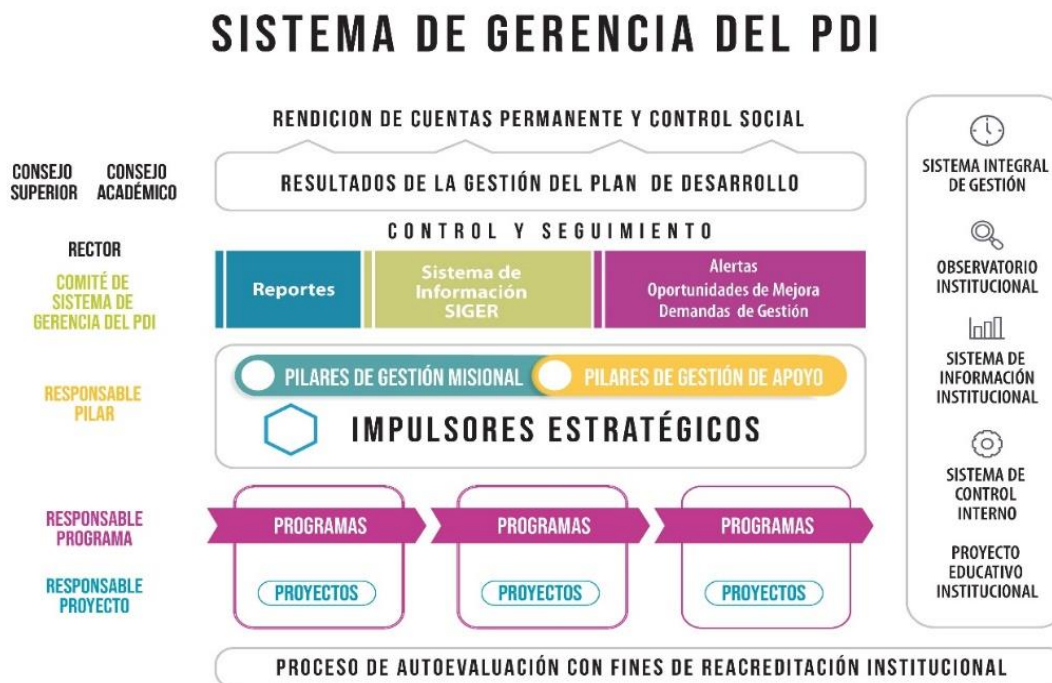 SISTEMA DE GERENCIA DEL PDI
RENDICION DE CUENTAS PERMANENTE Y CONTROL SOCIAL
CONSEJO SUPERIOR
CONSEJO ACADÉMICO
RESULTADOS DE LA GESTIÓN DEL PLAN DE DESARROLLO
CONTROL Y SEGUIMIENTO
RECTOR
COMITÉ DE
SISTEMA DE
GERENCIA DEL PDI
Reportes
Sistema de
Información
SIGER
Alertas
Oportunidades de Mejora
Demandas de Gestión
RESPONSABLE
PILAR
PILARES DE GESTIÓN MISIONAL
PILARES DE GESTIÓN DE APOYO
IMPULSORES ESTRATÉGICOS
RESPONSABLE
PROGRAMA
PROGRAMAS
PROGRAMAS
PROGRAMAS
RESPONSABLE
PROYECTO
PROYECTOS
PROYECTOS
PROYECTOS
SISTEMA INTEGRAL
DE GESTIÓN
OBSERVATORIO
INSTITUCIONAL
SISTEMA DE
INFORMACIÓN
INSTITUCIONAL
SISTEMA DE
CONTROL
INTERNO
PROYECTO
EDUCATIVO
INSTITUCIONAL
PROCESO DE AUTOEVALUACIÓN CON FINES DE REACREDITACIÓN INSTITUCIONAL